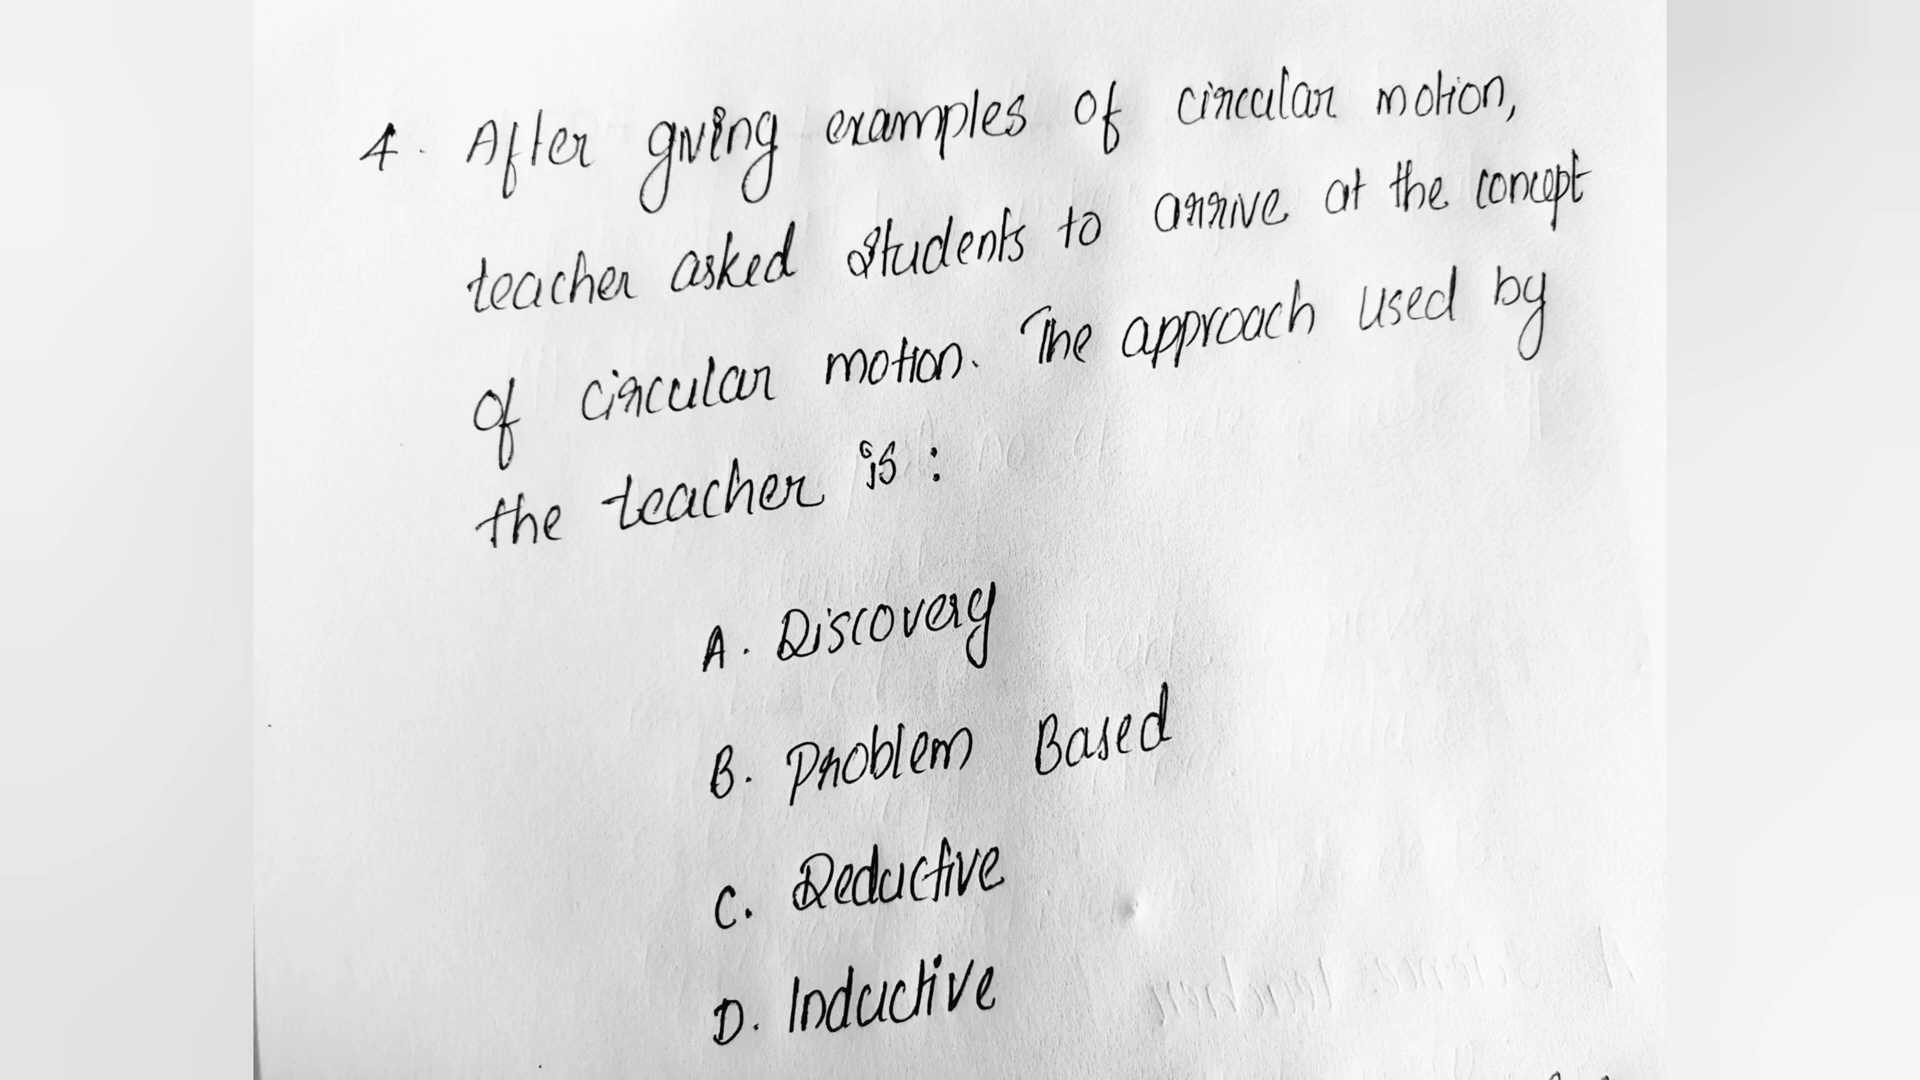 4. After giving examples of circular motion,
teacher asked students to arrive at the concept
of circular motion. The approach used by
the teacher is :
A. Discovery
B. Problem Based
C. Deductive
D. Inductive